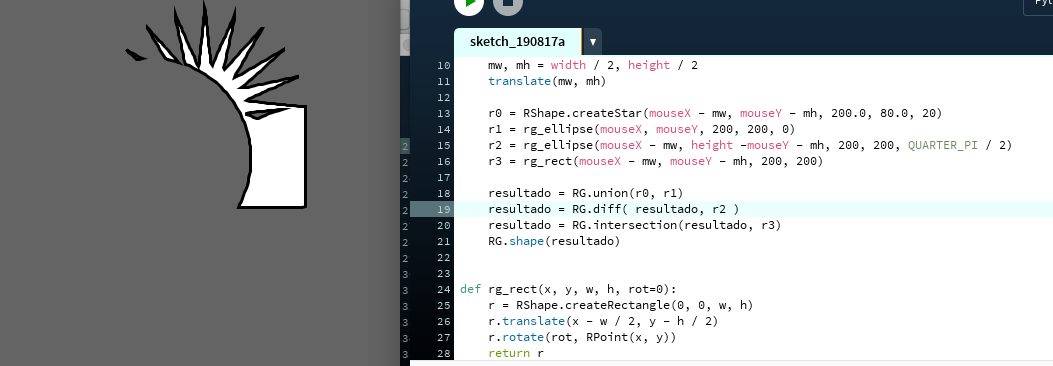 Pyt
sketch_190817a ▼
10 mw, mh = width / 2, height / 2
11 translate(mw, mh)
12
13 r0 = RShape.createStar(mouseX - mw, mouseY - mh, 200.0, 80.0, 20)
14 r1 = rg_ellipse(mouseX, mouseY, 200, 200, 0)
15 r2 = rg_ellipse(mouseX - mw, height -mouseY - mh, 200, 200, QUARTER_PI / 2)
16 r3 = rg_rect(mouseX - mw, mouseY - mh, 200, 200)
17
18 resultado = RG.union(r0, r1)
19 resultado = RG.diff( resultado, r2 )
20 resultado = RG.intersection(resultado, r3)
21 RG.shape(resultado)
22
23
24 def rg_rect(x, y, w, h, rot=0):
25 r = RShape.createRectangle(0, 0, w, h)
26 r.translate(x - w / 2, y - h / 2)
27 r.rotate(rot, RPoint(x, y))
28 return r